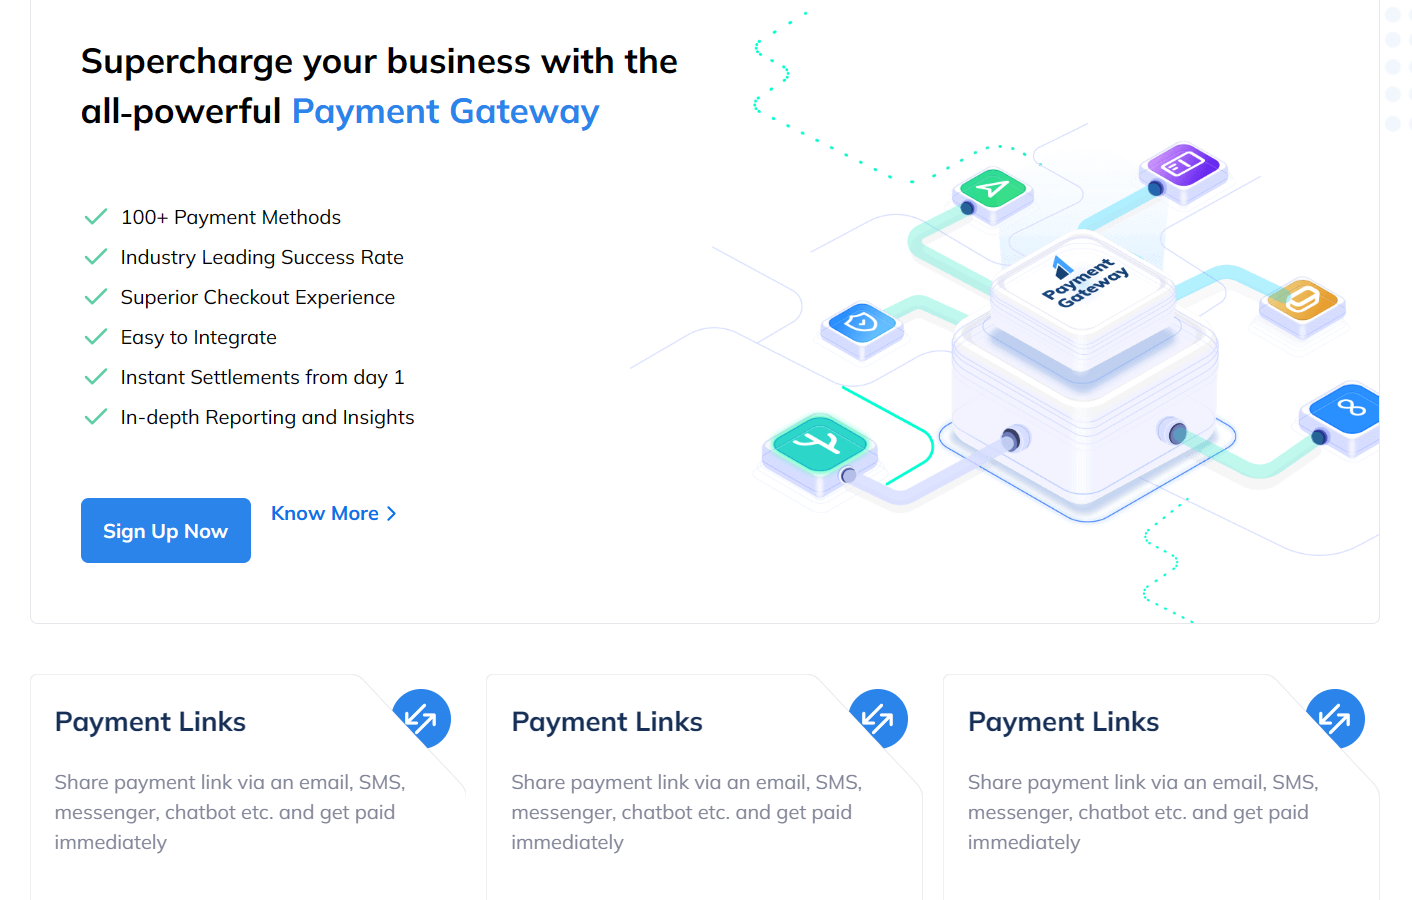 Supercharge your business with the
all-powerful Payment Gateway
100+ Payment Methods
Industry Leading Success Rate
Superior Checkout Experience
Easy to Integrate
Instant Settlements from day 1
In-depth Reporting and Insights
Sign Up Now
Know More
Payment
Gateway
Payment Links
Share payment link via an email, SMS,
messenger, chatbot etc. and get paid
immediately
Payment Links
Share payment link via an email, SMS,
messenger, chatbot etc. and get paid
immediately
Payment Links
Share payment link via an email, SMS,
messenger, chatbot etc. and get paid
immediately